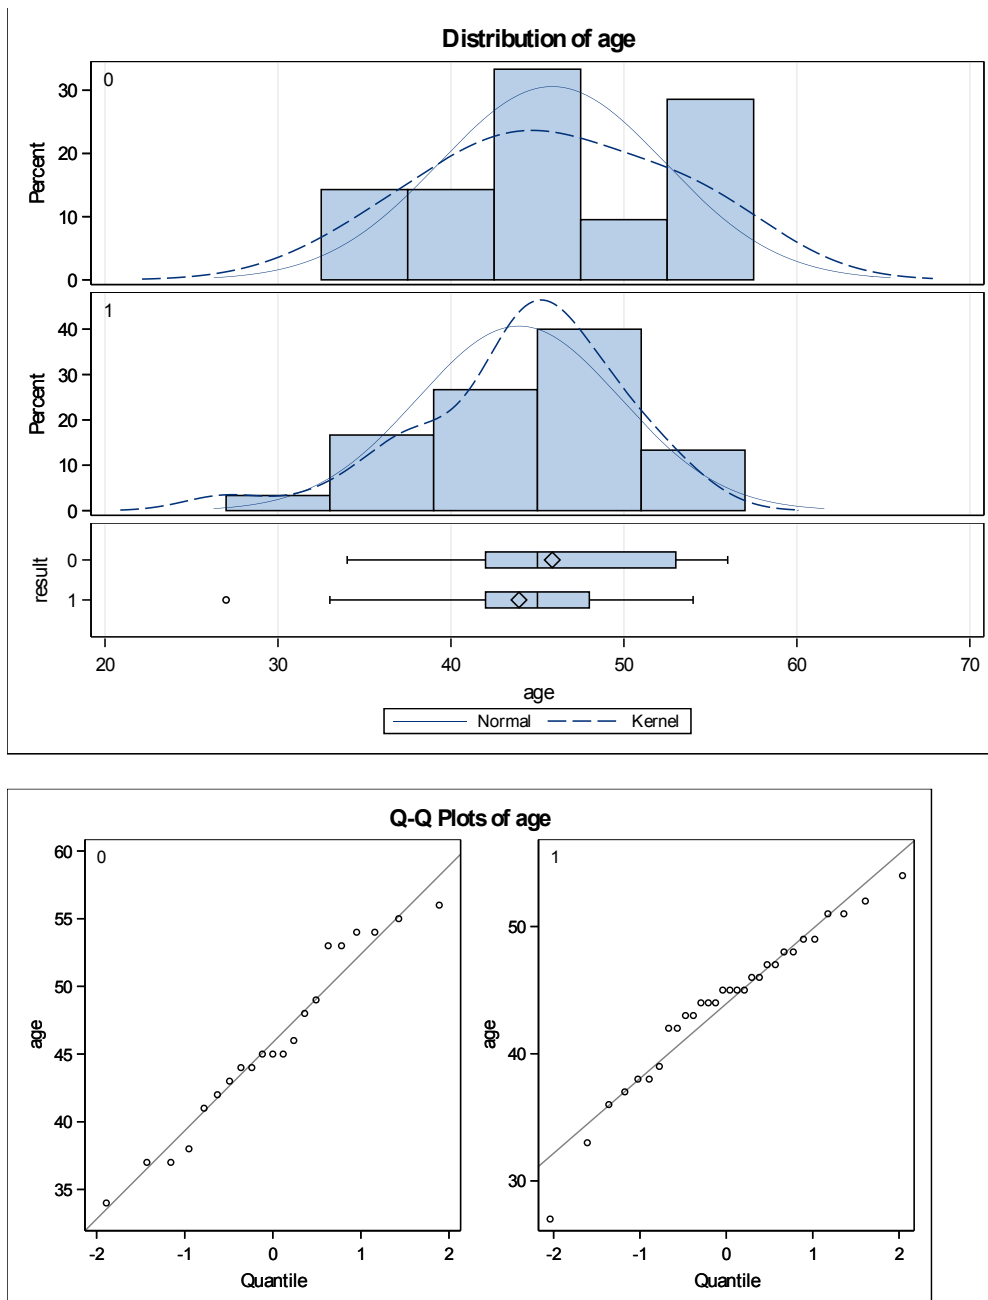 Distribution of age
0
30
20
10
0
Percent
1
40
30
20
10
0
Percent
0
1
result
20 30 40 50 60 70
age
Normal Kernel
Q-Q Plots of age
0
60
55
50
45
40
35
age
-2 -1 0 1 2
Quantile
1
50
40
30
age
-2 -1 0 1 2
Quantile